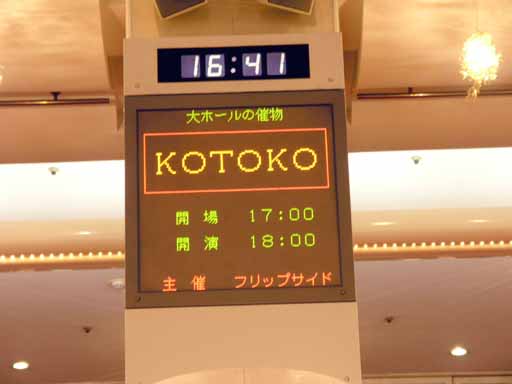 16:41
大ホールの催物
KOTOKO
開場 17:00
開演 18:00
主催 フリップサイド